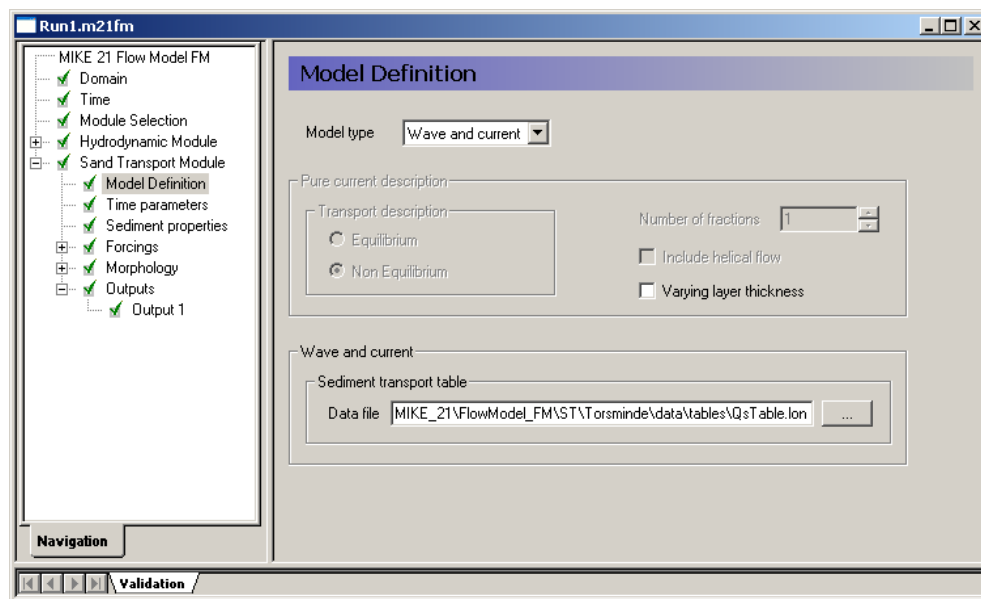 Run1.m21fm
MIKE 21 Flow Model FM
Domain
Time
Module Selection
Hydrodynamic Module
Sand Transport Module
Model Definition
Time parameters
Sediment properties
Forcings
Morphology
Outputs
Output 1
Navigation
Model Definition
Model type
Wave and current
Pure current description
Transport description
Equilibrium
Non Equilibrium
Number of fractions 1
Include helical flow
Varying layer thickness
Wave and current
Sediment transport table
Data file MIKE_21\FlowModel_FM\ST\Torsminde\data\tables\QsTable.lon ...
Validation